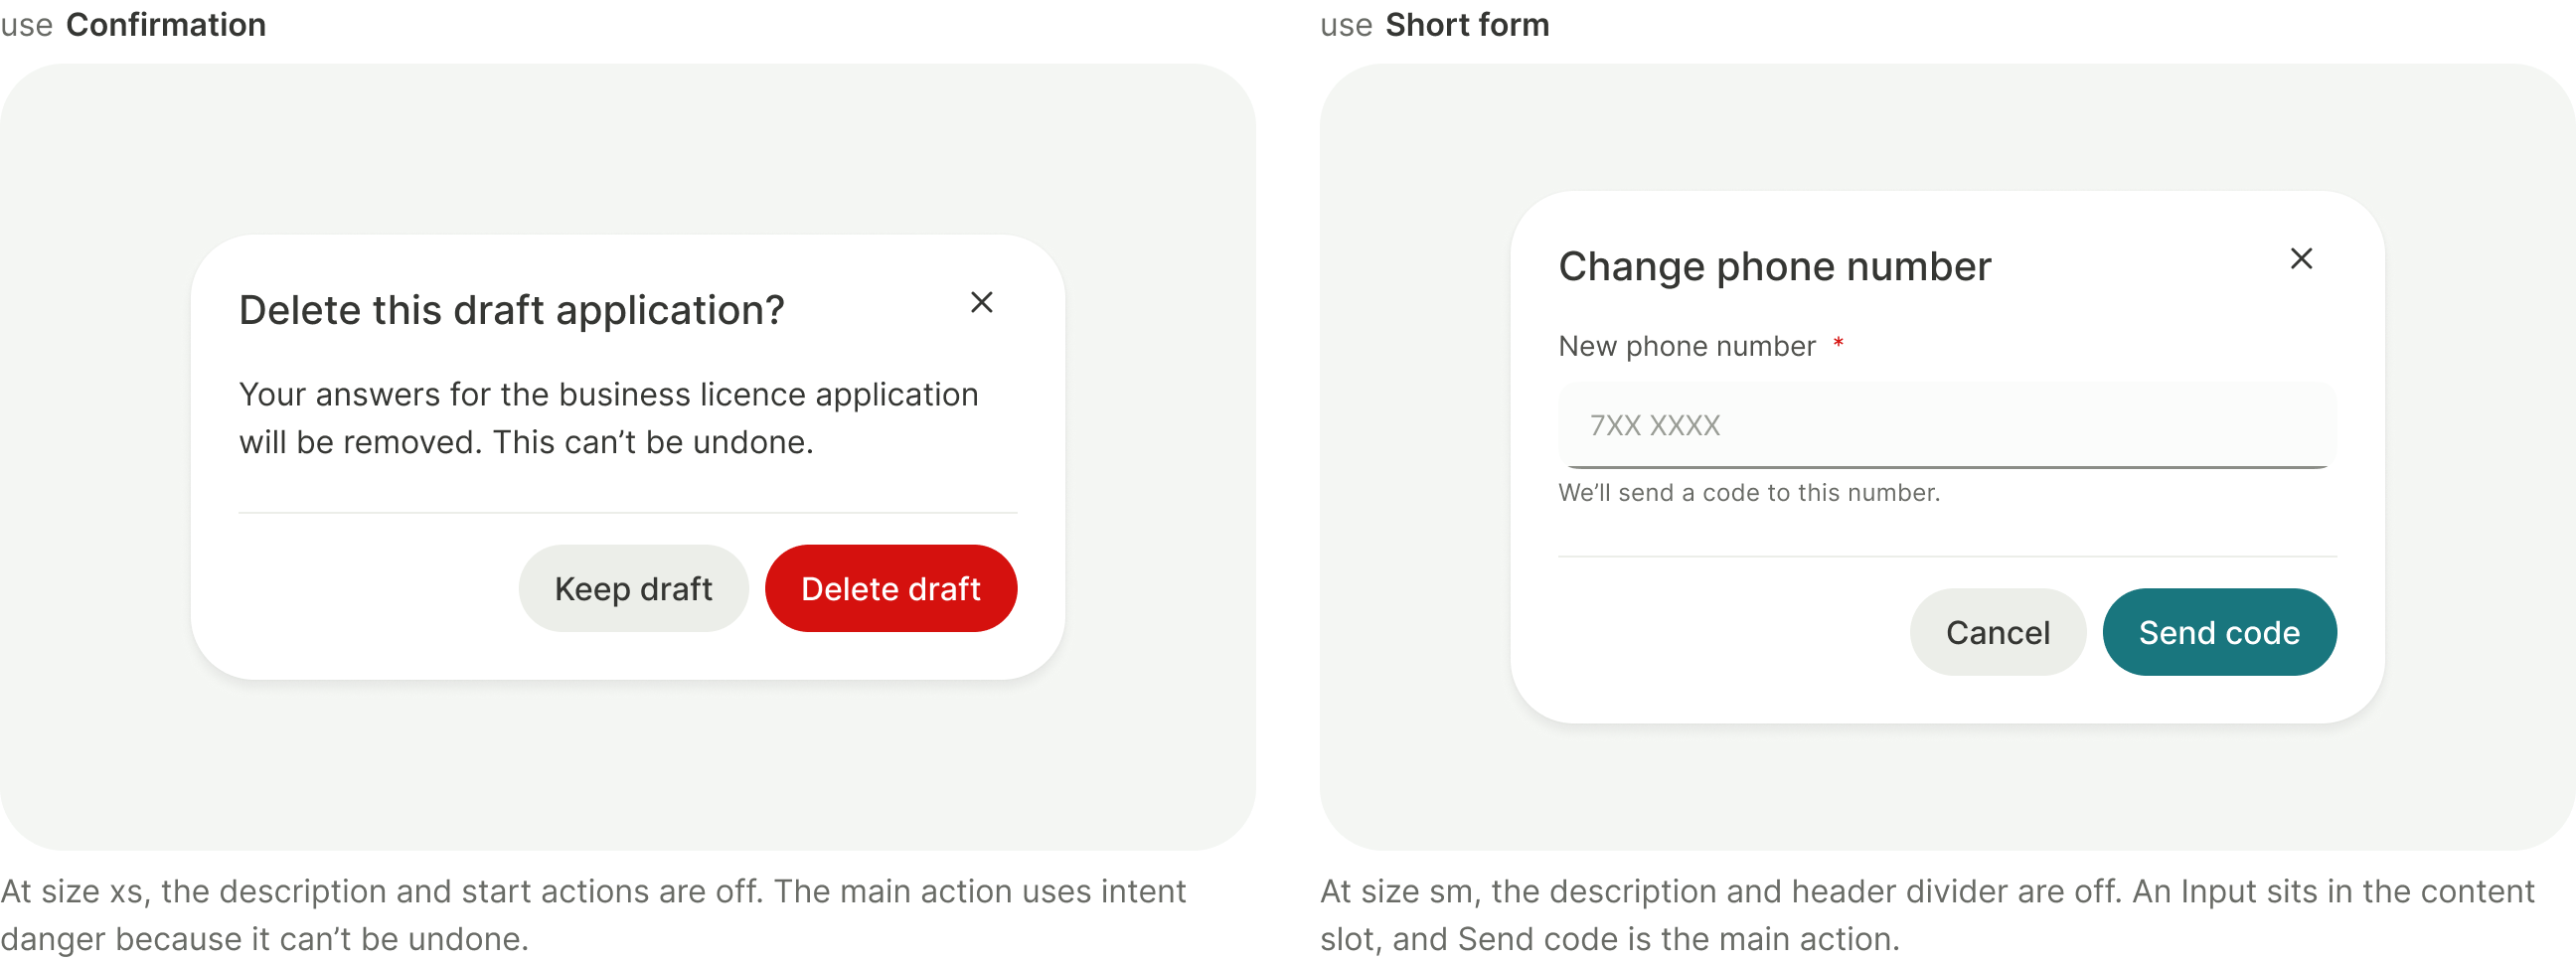 use Confirmation
Delete this draft application?
Your answers for the business licence application
will be removed. This can’t be undone.
Keep draft
Delete draft
At size xs, the description and start actions are off. The main action uses intent
danger because it can’t be undone.
use Short form
Change phone number
New phone number *
7XX XXXX
We’ll send a code to this number.
Cancel
Send code
At size sm, the description and header divider are off. An Input sits in the content
slot, and Send code is the main action.